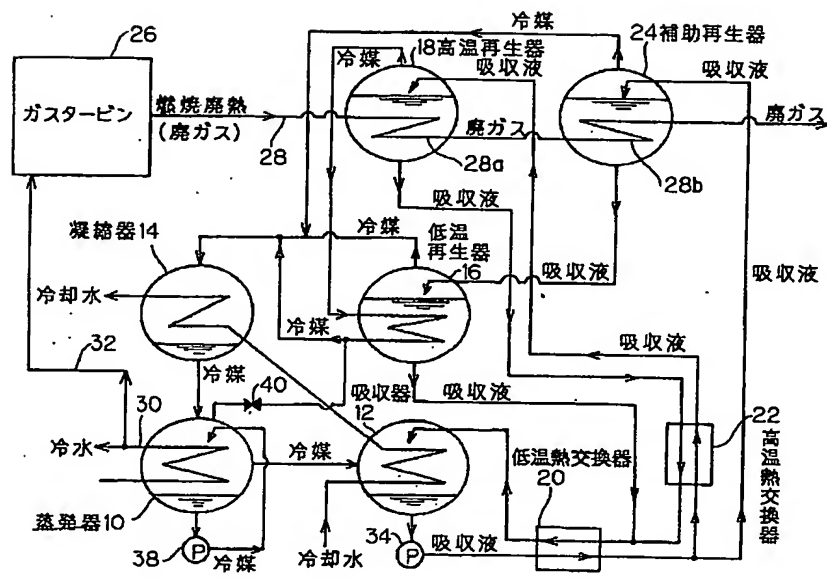 冷媒
26
冷媒
18高温再生器
24補助再生器
吸収液
吸収液
ガスタービン
燃焼廃熱
(廃ガス)
28
廃ガス
廃ガス
28a
28b
吸収液
凝縮器14
冷媒
低温
再生器
16
吸収液
吸収液
冷却水
冷媒
吸収液
32
冷媒
40
吸収器
12
吸収液
22
高温熱交換器
30
冷水
冷媒
低温熱交換器
20
蒸発器10
38
P
冷媒
冷却水
34
P
吸収液